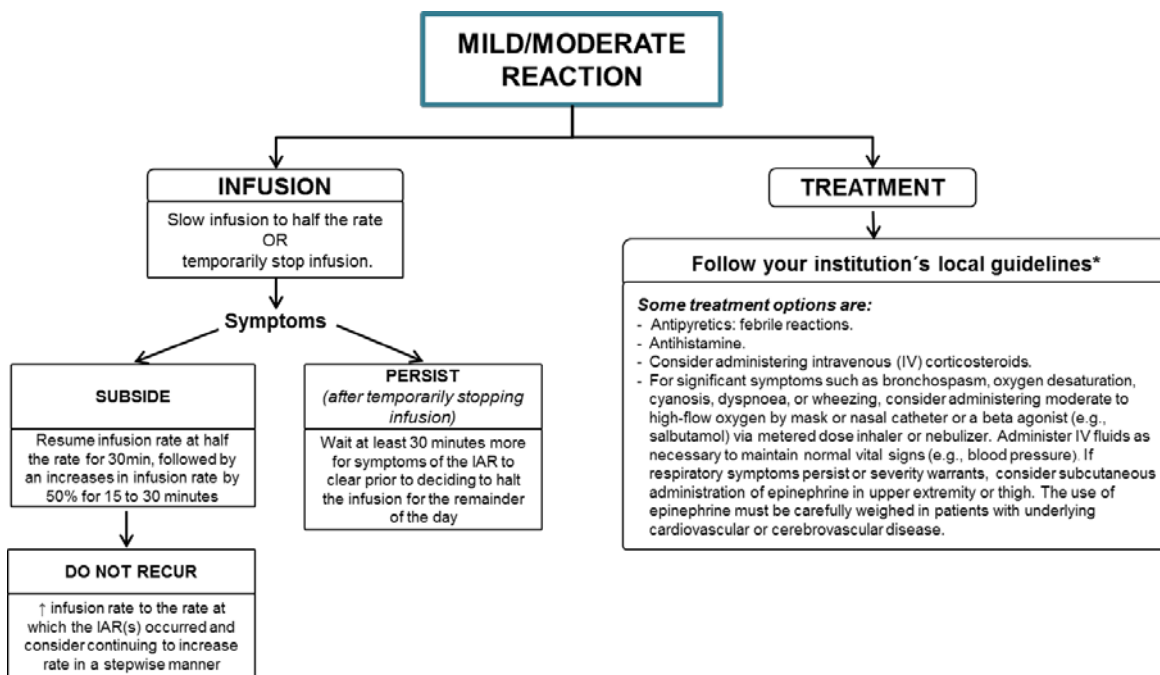 MILD/MODERATE
REACTION
INFUSION
Slow infusion to half the rate
OR
temporarily stop infusion.
Symptoms
SUBSIDE
Resume infusion rate at half
the rate for 30min, followed by
an increases in infusion rate by
50% for 15 to 30 minutes
PERSIST
(after temporarily stopping
infusion)
Wait at least 30 minutes more
for symptoms of the IAR to
clear prior to deciding to halt
the infusion for the remainder
of the day
DO NOT RECUR
↑ infusion rate to the rate at
which the IAR(s) occurred and
consider continuing to increase
rate in a stepwise manner
TREATMENT
Follow your institution´s local guidelines*
Some treatment options are:
- Antipyretics: febrile reactions.
- Antihistamine.
- Consider administering intravenous (IV) corticosteroids.
- For significant symptoms such as bronchospasm, oxygen desaturation,
cyanosis, dyspnoea, or wheezing, consider administering moderate to
high-flow oxygen by mask or nasal catheter or a beta agonist (e.g.,
salbutamol) via metered dose inhaler or nebulizer. Administer IV fluids as
necessary to maintain normal vital signs (e.g., blood pressure). If
respiratory symptoms persist or severity warrants, consider subcutaneous
administration of epinephrine in upper extremity or thigh. The use of
epinephrine must be carefully weighed in patients with underlying
cardiovascular or cerebrovascular disease.